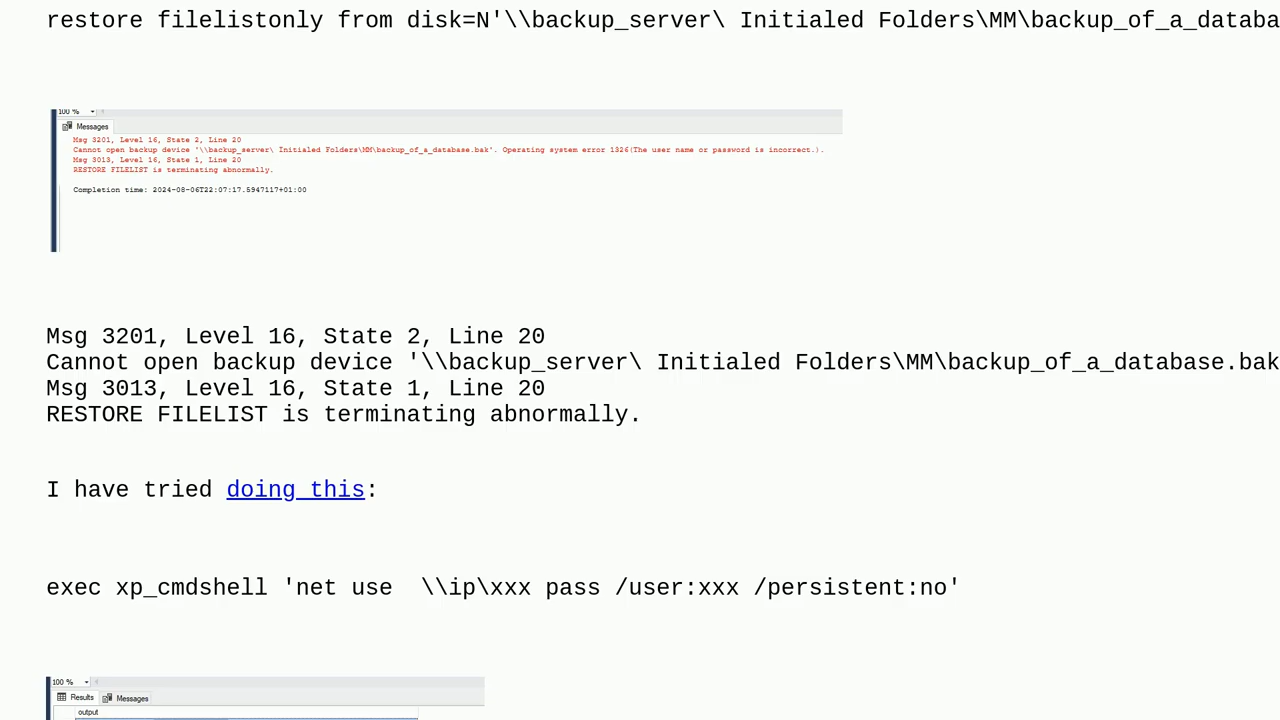 restore filelistonly from disk=N'\\backup_server\ Initialed Folders\MM\backup_of_a_databa
100 %
Messages
Msg 3201, Level 16, State 2, Line 20
Cannot open backup device '\\backup_server\ Initialed Folders\MM\backup_of_a_database.bak'. Operating system error 1326(The user name or password is incorrect.).
Msg 3013, Level 16, State 1, Line 20
RESTORE FILELIST is terminating abnormally.
Completion time: 2024-08-06T22:07:17.5947117+01:00
Msg 3201, Level 16, State 2, Line 20
Cannot open backup device '\\backup_server\ Initialed Folders\MM\backup_of_a_database.bak
Msg 3013, Level 16, State 1, Line 20
RESTORE FILELIST is terminating abnormally.
I have tried doing this:
exec xp_cmdshell 'net use  \\ip\xxx pass /user:xxx /persistent:no'
100 %
Results Messages
output